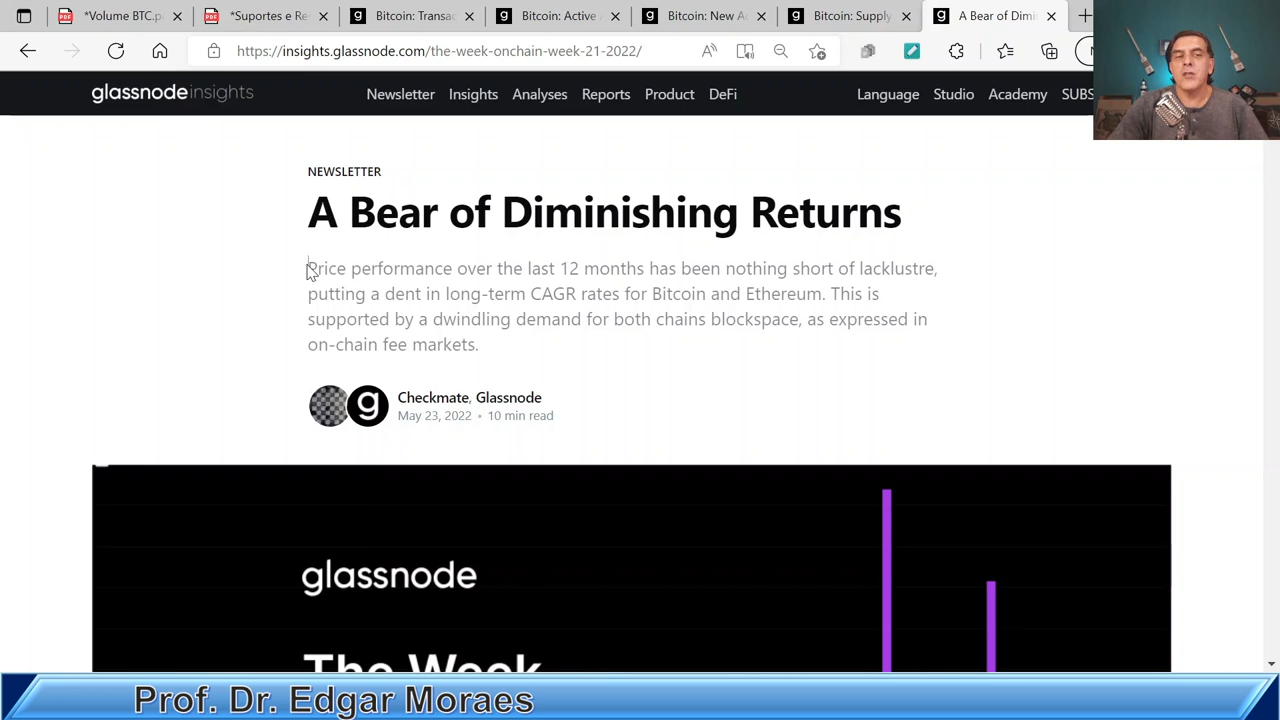 *Volume BTC.p
*Suportes e Re
Bitcoin: Transac
Bitcoin: Active
Bitcoin: New Ac
Bitcoin: Supply
A Bear of Dimi
https://insights.glassnode.com/the-week-onchain-week-21-2022/
glassnode insights
Newsletter Insights Analyses Reports Product DeFi
Language Studio Academy SUBS
NEWSLETTER
A Bear of Diminishing Returns
Price performance over the last 12 months has been nothing short of lacklustre,
putting a dent in long-term CAGR rates for Bitcoin and Ethereum. This is
supported by a dwindling demand for both chains blockspace, as expressed in
on-chain fee markets.
g
Checkmate, Glassnode
May 23, 2022 • 10 min read
glassnode
The Week
Prof. Dr. Edgar Moraes